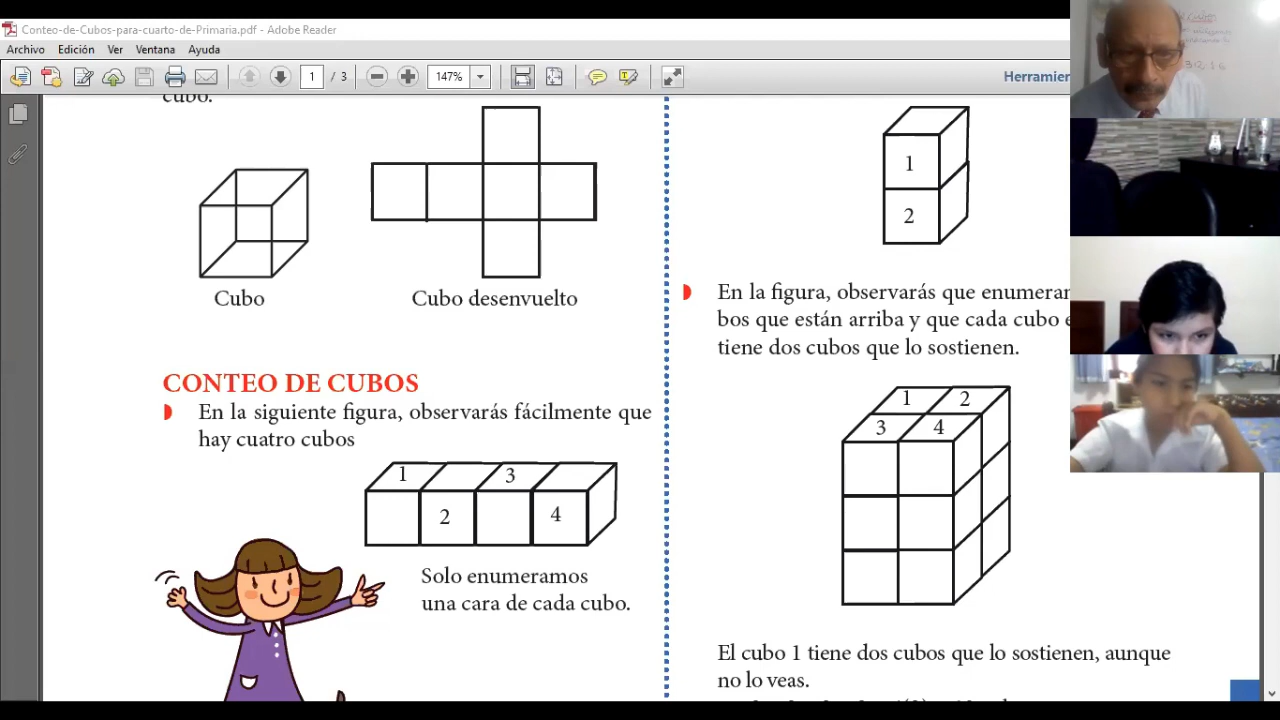 Conteo-de-Cubos-para-cuarto-de-Primaria.pdf - Adobe Reader
Archivo Edición Ver Ventana Ayuda
1 / 3 147% Herramien
cubo.
Cubo
Cubo desenvuelto
CONTEO DE CUBOS
En la siguiente figura, observarás fácilmente que
hay cuatro cubos
1 3
2 4
Solo enumeramos
una cara de cada cubo.
1
2
En la figura, observarás que enumeram
bos que están arriba y que cada cubo e
tiene dos cubos que lo sostienen.
1 2
3 4
El cubo 1 tiene dos cubos que lo sostienen, aunque
no lo veas.